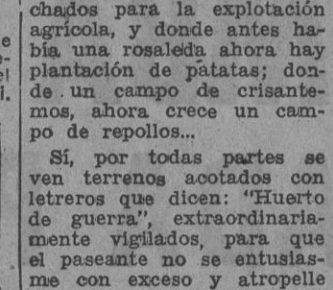 chados para la explotación
agrícola, y donde antes ha-
bía una rosaleda ahora hay
plantación de patatas; don-
de un campo de crisante-
mos, ahora crece un cam-
po de repollos...
Sí, por todas partes se
ven terrenos acotados con
letreros que dicen: "Huerto
de guerra", extraordinaria-
mente vigilados, para que
el paseante no se entusias-
me con exceso y atropelle